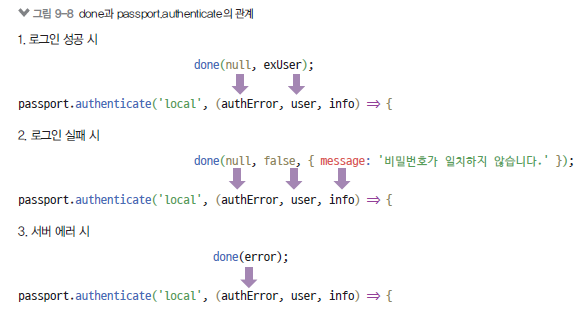 그림 9-8 done과 passport.authenticate의 관계
1. 로그인 성공 시
done(null, exUser);
passport.authenticate('local', (authError, user, info) => {
2. 로그인 실패 시
done(null, false, { message: '비밀번호가 일치하지 않습니다.' });
passport.authenticate('local', (authError, user, info) => {
3. 서버 에러 시
done(error);
passport.authenticate('local', (authError, user, info) => {